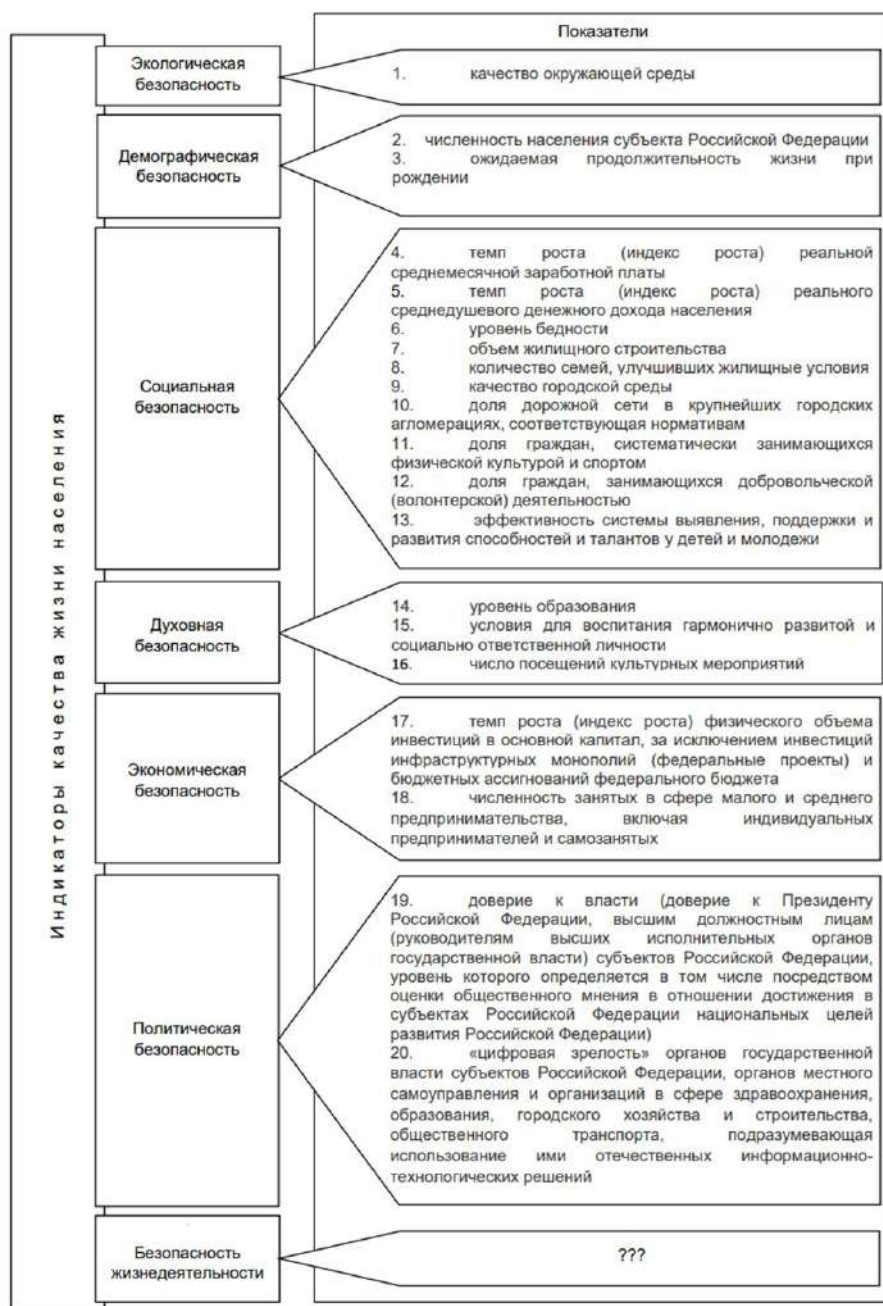 Показатели
Индикаторы качества жизни населения
Экологическая
безопасность
1. качество окружающей среды
Демографическая
безопасность
2. численность населения субъекта Российской Федерации
3. ожидаемая продолжительность жизни при
рождении
Социальная
безопасность
4. темп роста (индекс роста) реальной
среднемесячной заработной платы
5. темп роста (индекс роста) реального
среднедушевого денежного дохода населения
6. уровень бедности
7. объем жилищного строительства
8. количество семей, улучшивших жилищные условия
9. качество городской среды
10. доля дорожной сети в крупнейших городских
агломерациях, соответствующая нормативам
11. доля граждан, систематически занимающихся
физической культурой и спортом
12. доля граждан, занимающихся добровольческой
(волонтерской) деятельностью
13. эффективность системы выявления, поддержки и
развития способностей и талантов у детей и молодежи
Духовная
безопасность
14. уровень образования
15. условия для воспитания гармонично развитой и
социально ответственной личности
16. число посещений культурных мероприятий
Экономическая
безопасность
17. темп роста (индекс роста) физического объема
инвестиций в основной капитал, за исключением инвестиций
инфраструктурных монополий (федеральные проекты) и
бюджетных ассигнований федерального бюджета
18. численность занятых в сфере малого и среднего
предпринимательства, включая индивидуальных
предпринимателей и самозанятых
Политическая
безопасность
19. доверие к власти (доверие к Президенту
Российской Федерации, высшим должностным лицам
(руководителям высших исполнительных органов
государственной власти) субъектов Российской Федерации,
уровень которого определяется в том числе посредством
оценки общественного мнения в отношении достижения в
субъектах Российской Федерации национальных целей
развития Российской Федерации)
20. «цифровая зрелость» органов государственной
власти субъектов Российской Федерации, органов местного
самоуправления и организаций в сфере здравоохранения,
образования, городского хозяйства и строительства,
общественного транспорта, подразумевающая
использование ими отечественных информационно-
технологических решений
Безопасность
жизнедеятельности
???